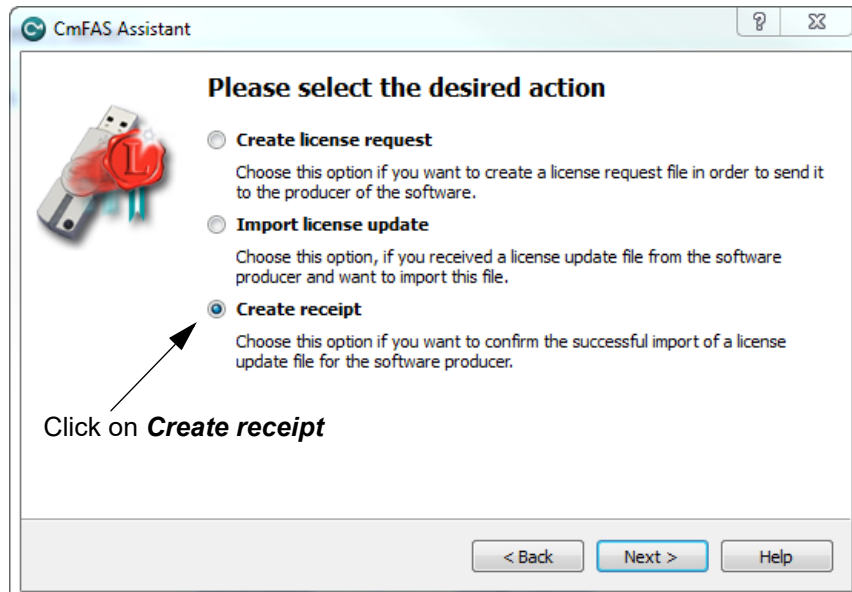 CmFAS Assistant
Please select the desired action
Create license request
Choose this option if you want to create a license request file in order to send it
to the producer of the software.
Import license update
Choose this option, if you received a license update file from the software
producer and want to import this file.
Create receipt
Choose this option if you want to confirm the successful import of a license
update file for the software producer.
Click on Create receipt
< Back
Next >
Help
L